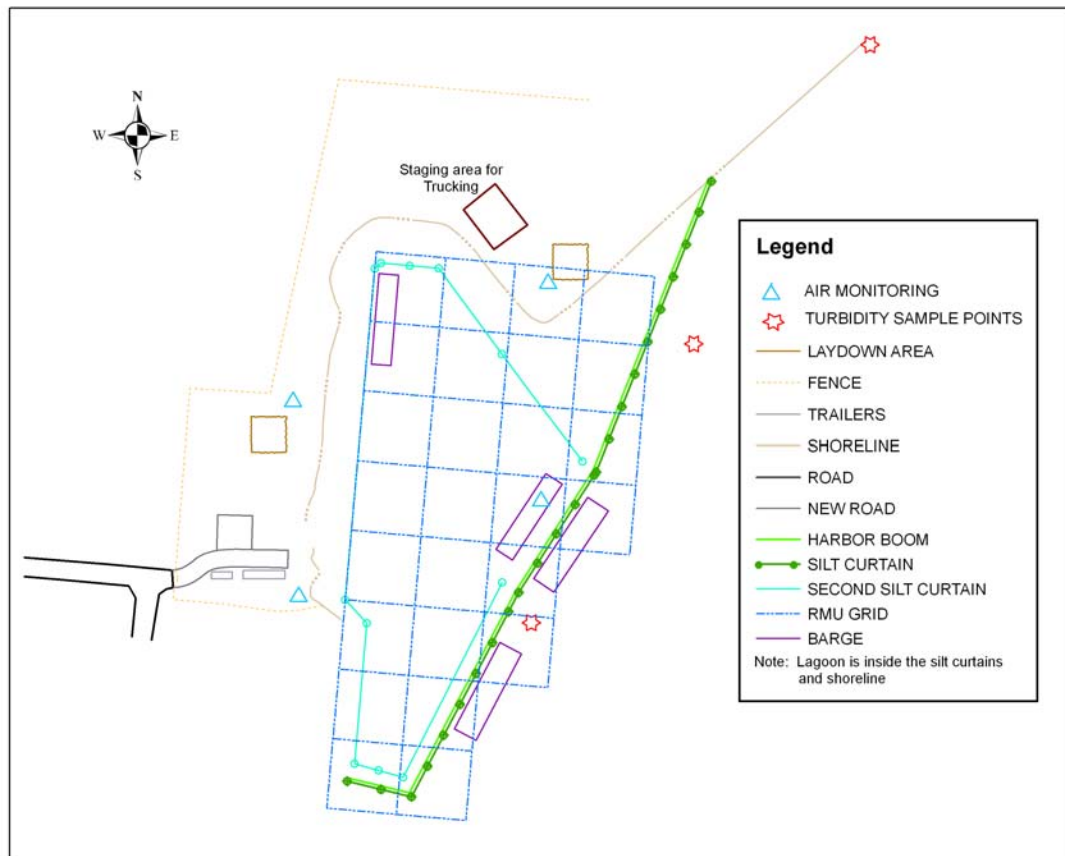 N
W E
S
Staging area for
Trucking
Legend
AIR MONITORING
TURBIDITY SAMPLE POINTS
LAYDOWN AREA
FENCE
TRAILERS
SHORELINE
ROAD
NEW ROAD
HARBOR BOOM
SILT CURTAIN
SECOND SILT CURTAIN
RMU GRID
BARGE
Note: Lagoon is inside the silt curtains
and shoreline